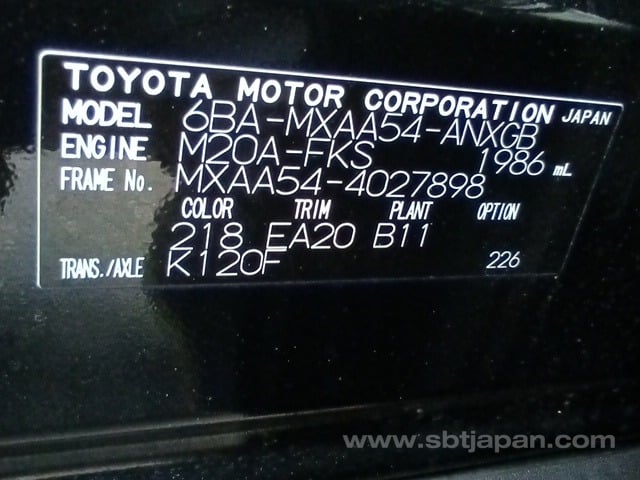 TOYOTA MOTOR CORPORATION JAPAN
MODEL 6BA-MXAA54-ANXGB
ENGINE M20A-FKS 1986 mL
FRAME No. MXAA54-4027898
COLOR TRIM PLANT OPTION
218 EA20 B11
TRANS./AXLE K120F 226
www.sbtjapan.com